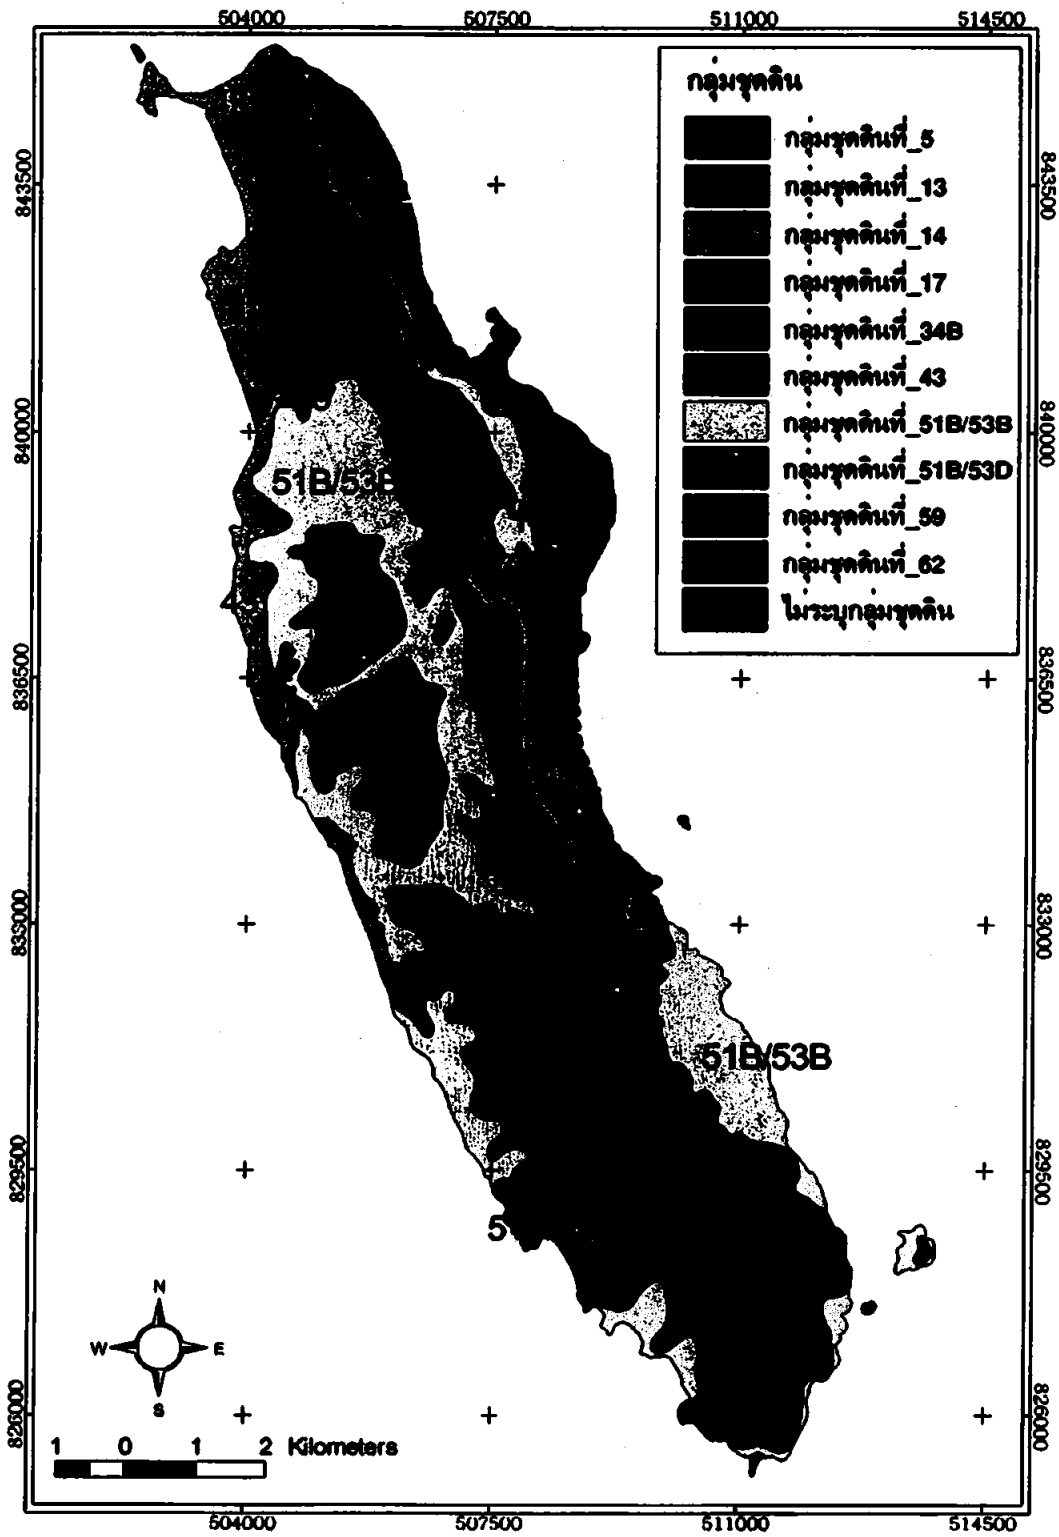 504000 507500 511000 514500
กลุ่มชุดดิน
กลุ่มชุดดินที่_5
กลุ่มชุดดินที่_13
กลุ่มชุดดินที่_14
กลุ่มชุดดินที่_17
กลุ่มชุดดินที่_34B
กลุ่มชุดดินที่_43
กลุ่มชุดดินที่_51B/53B
กลุ่มชุดดินที่_51B/53D
กลุ่มชุดดินที่_59
กลุ่มชุดดินที่_62
ไม่ระบุกลุ่มชุดดิน
843500 843500
840000 840000
51B/53B
836500 836500
833000 833000
51B/53B
829500 829500
5
N
W E
S
826000 826000
1 0 1 2 Kilometers
504000 507500 511000 514500